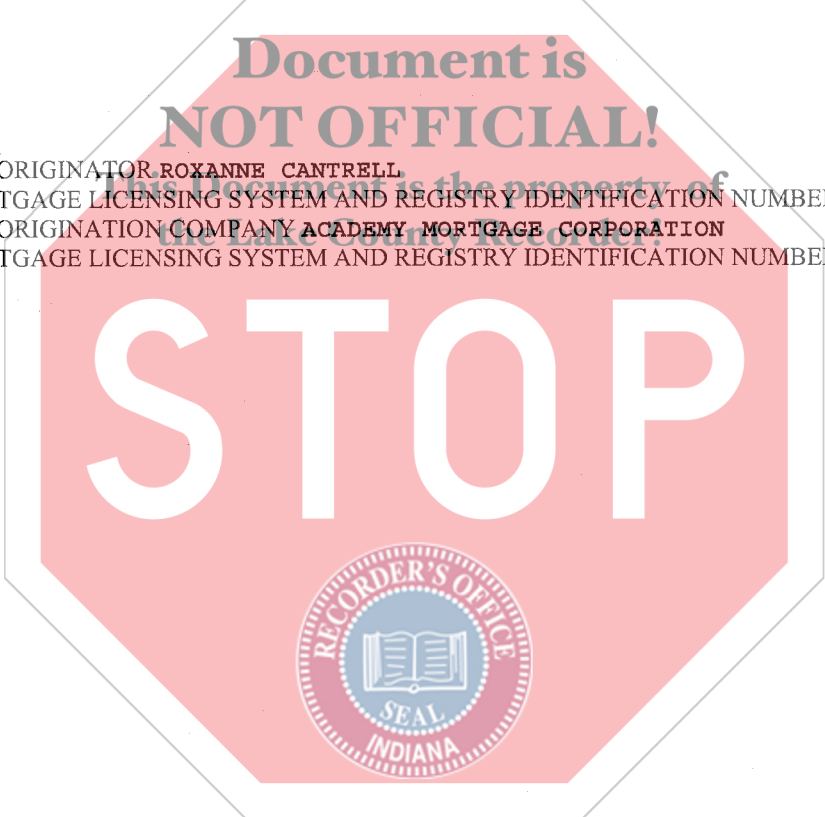 Document is
NOT OFFICIAL!
ORIGINATOR ROXANNE CANTRELL
This Document is the property of
TGAGE LICENSING SYSTEM AND REGISTRY IDENTIFICATION NUMBE
ORIGINATION COMPANY ACADEMY MORTGAGE CORPORATION
the Lake County Recorder!
TGAGE LICENSING SYSTEM AND REGISTRY IDENTIFICATION NUMBE
STOP
RECORDER'S OFFICE
SEAL
INDIANA